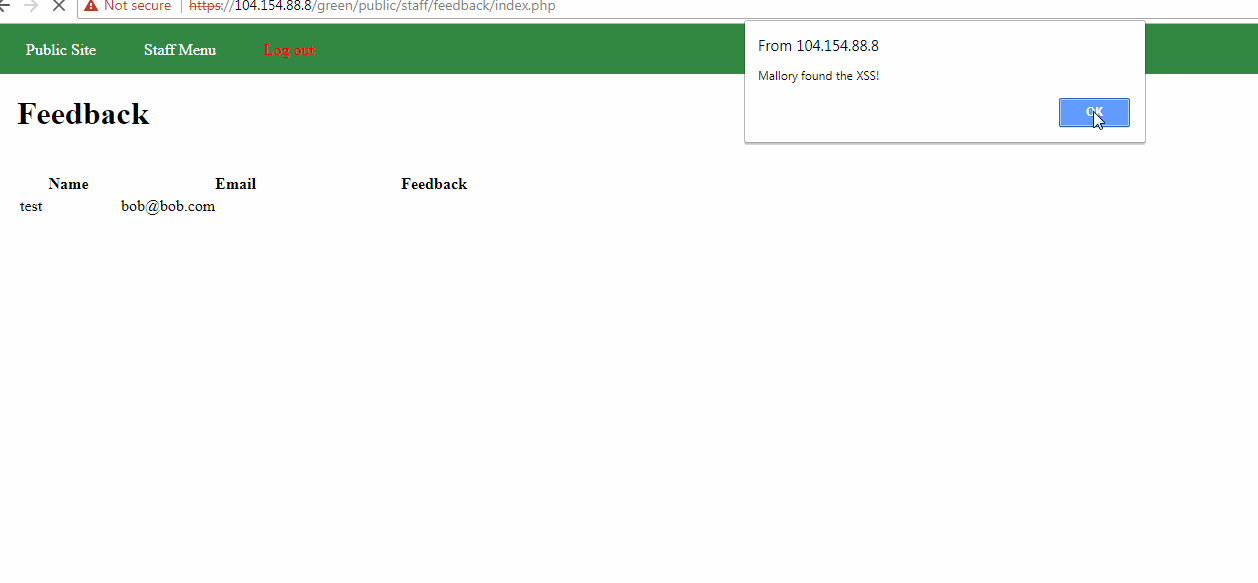 Not secure https://104.154.88.8/green/public/staff/feedback/index.php
Public Site Staff Menu Log out
From 104.154.88.8
Mallory found the XSS!
OK
Feedback
Name Email Feedback
test bob@bob.com